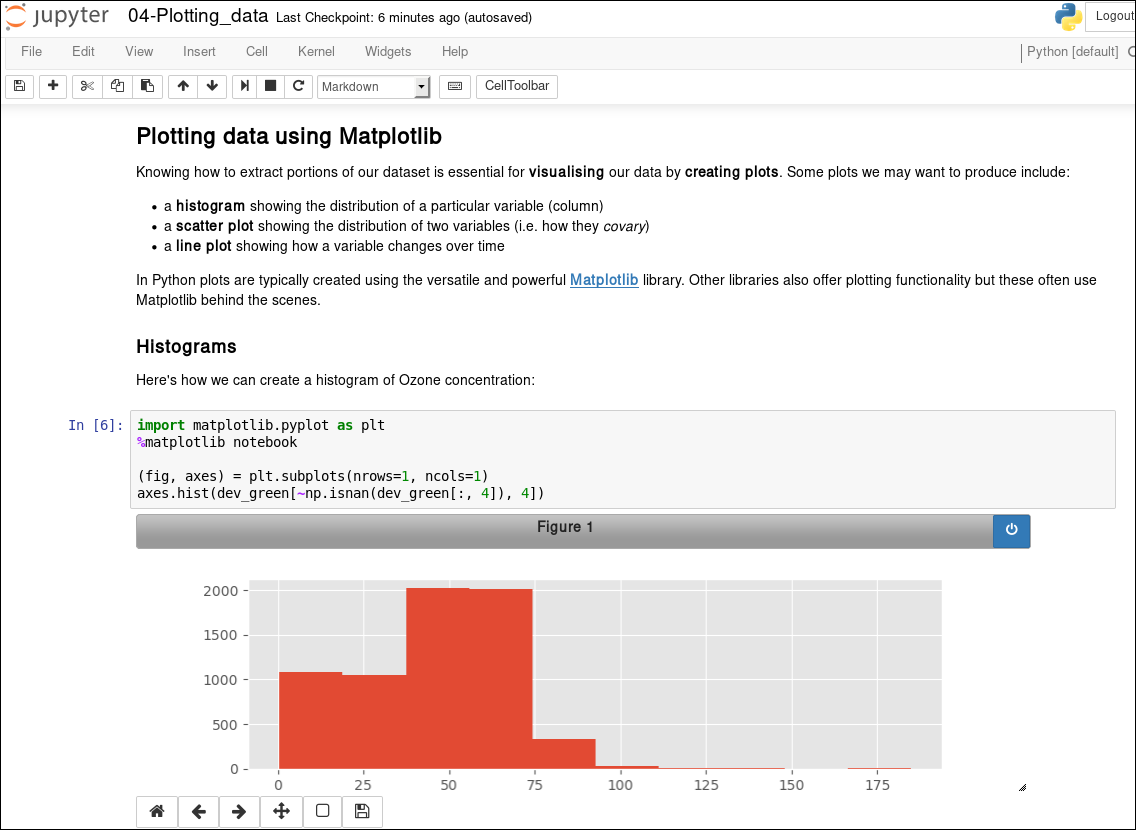 jupyter 04-Plotting_data Last Checkpoint: 6 minutes ago (autosaved) Logout
File Edit View Insert Cell Kernel Widgets Help Python [default]
Markdown CellToolbar
Plotting data using Matplotlib
Knowing how to extract portions of our dataset is essential for visualising our data by creating plots. Some plots we may want to produce include:
• a histogram showing the distribution of a particular variable (column)
• a scatter plot showing the distribution of two variables (i.e. how they covary)
• a line plot showing how a variable changes over time
In Python plots are typically created using the versatile and powerful Matplotlib library. Other libraries also offer plotting functionality but these often use
Matplotlib behind the scenes.
Histograms
Here's how we can create a histogram of Ozone concentration:
In [6]: import matplotlib.pyplot as plt
%matplotlib notebook
(fig, axes) = plt.subplots(nrows=1, ncols=1)
axes.hist(dev_green[~np.isnan(dev_green[:, 4]), 4])
Figure 1
2000
1500
1000
500
0
0 25 50 75 100 125 150 175